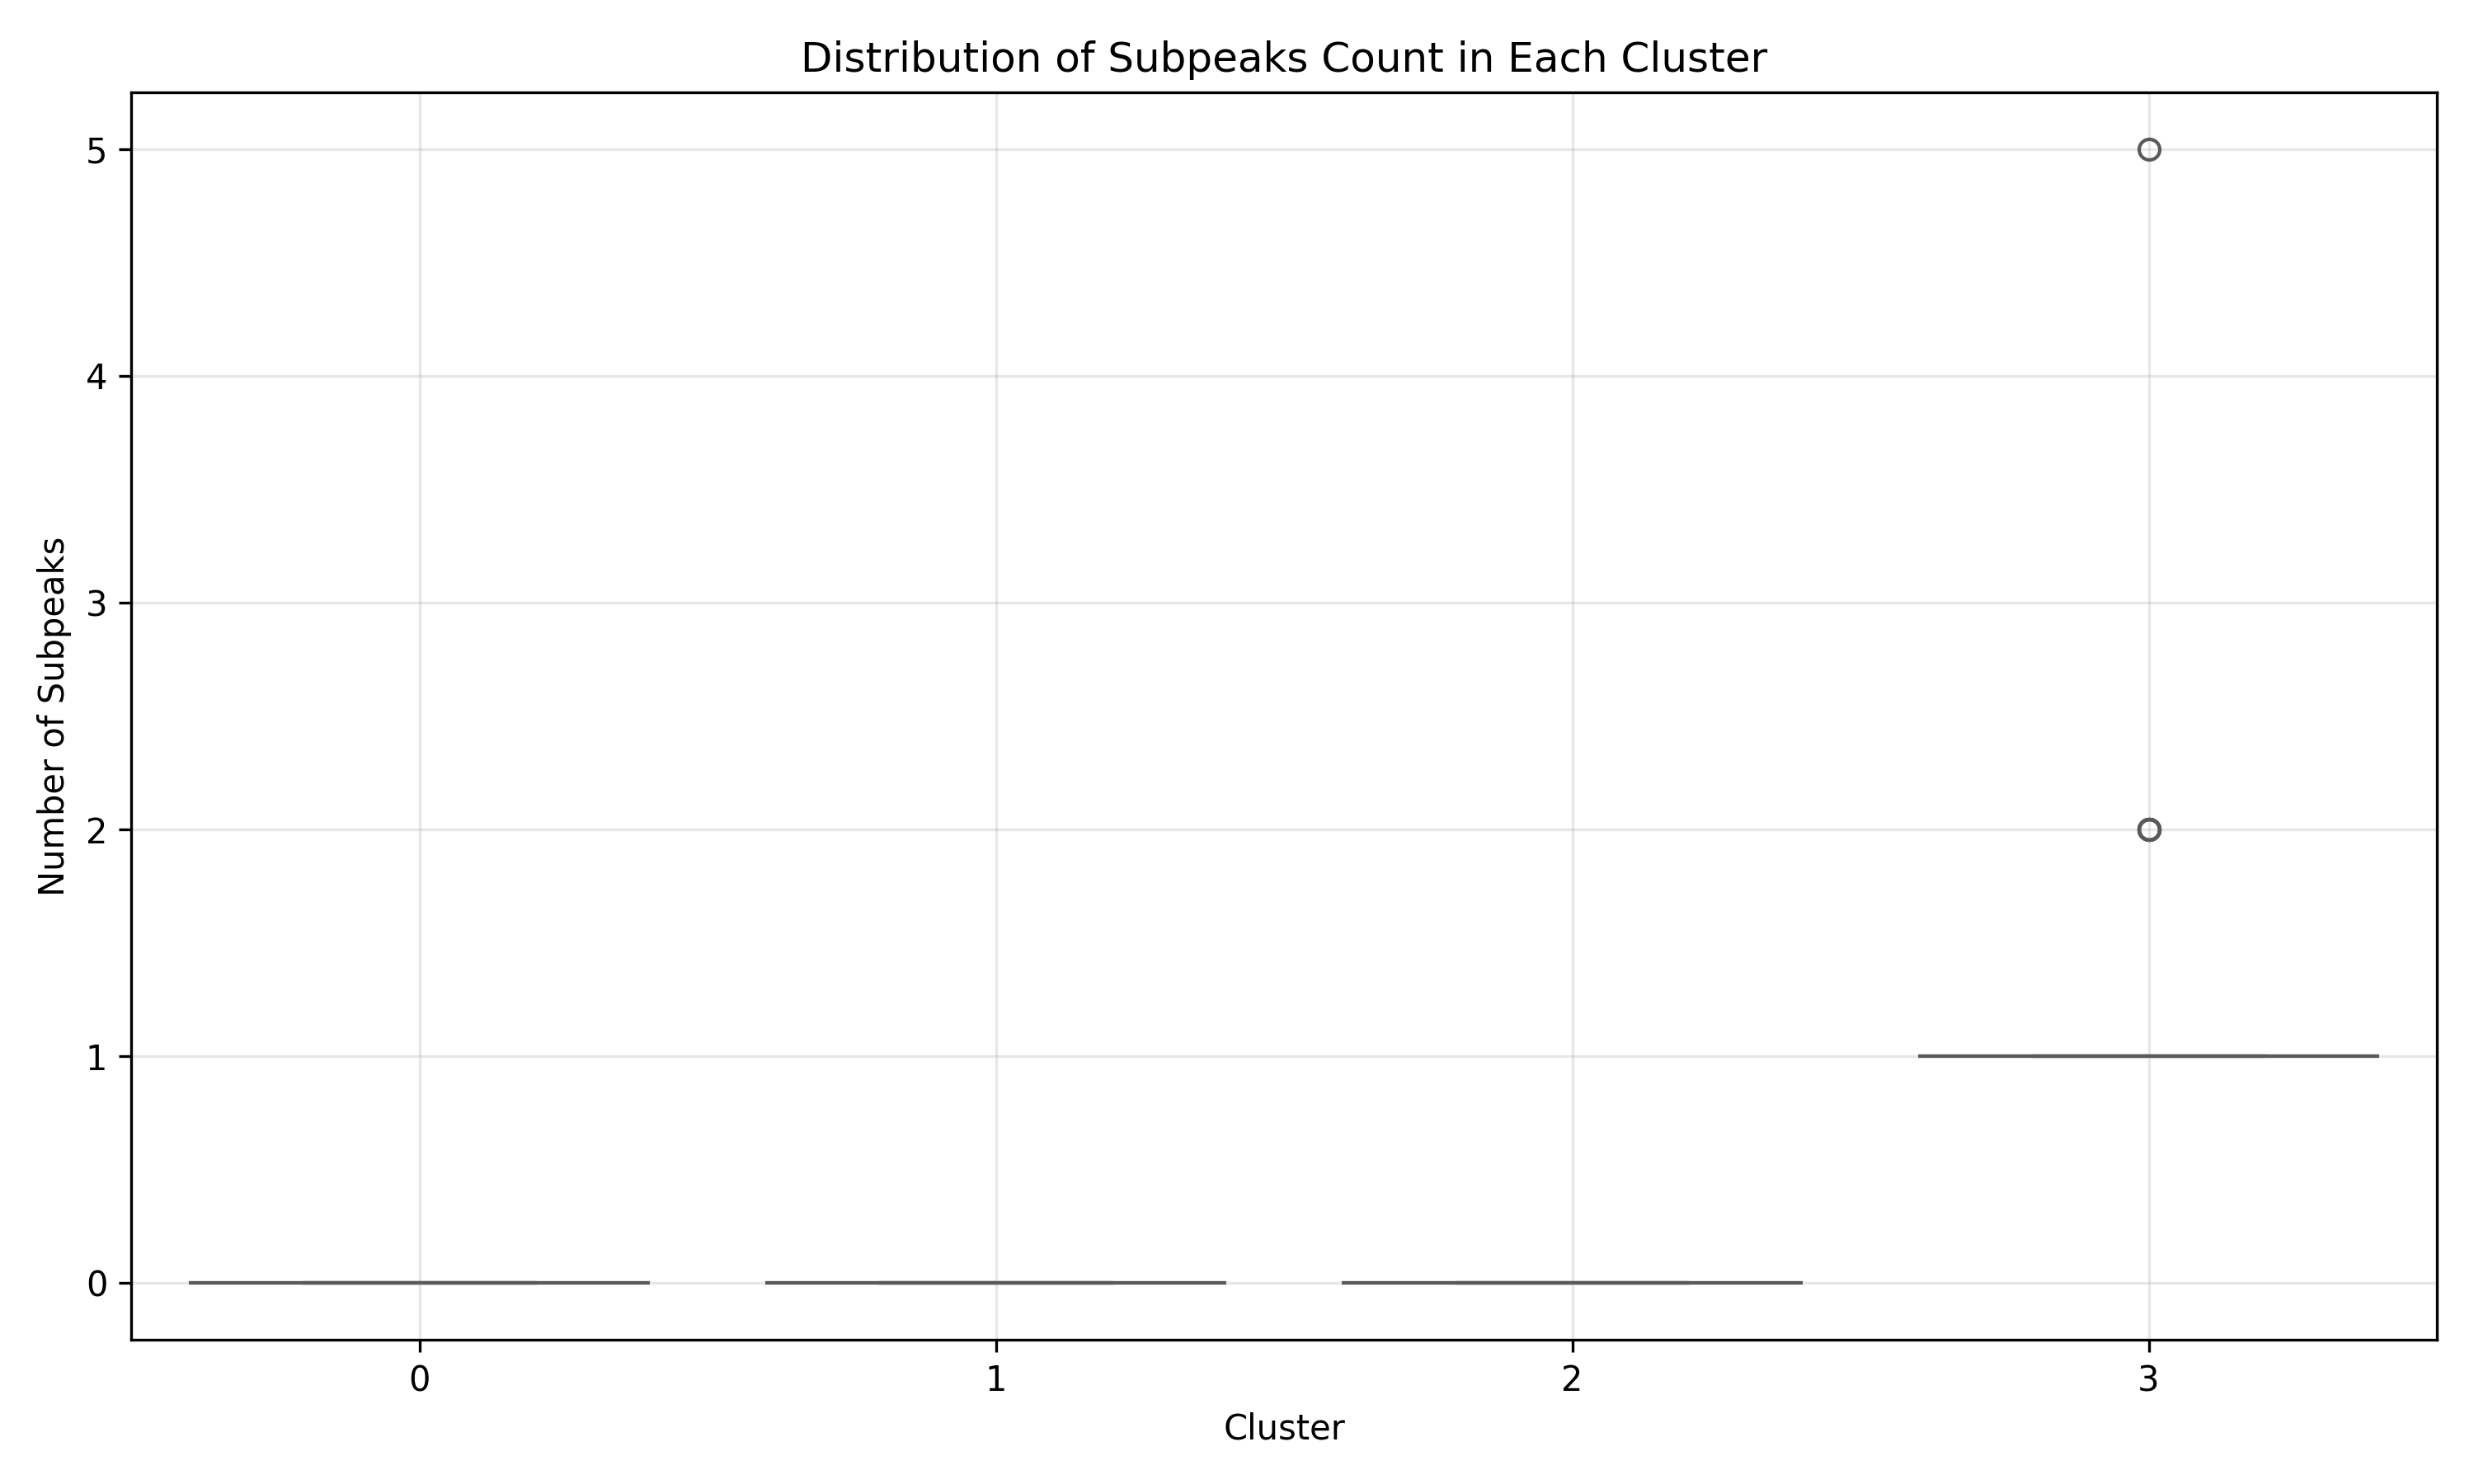 Distribution of Subpeaks Count in Each Cluster
Number of Subpeaks
5
4
3
2
1
0
0 1 2 3
Cluster